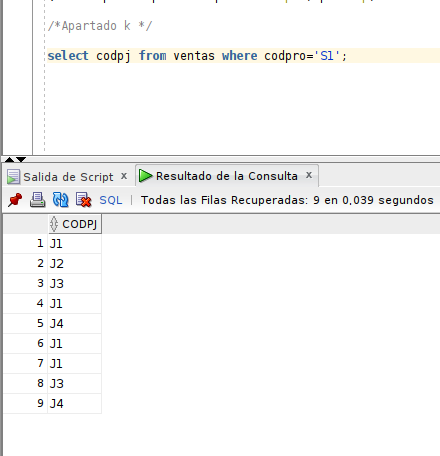 /*Apartado k */
select codpj from ventas where codpro='S1';
Salida de Script x
Resultado de la Consulta x
SQL | Todas las Filas Recuperadas: 9 en 0,039 segundos
CODPJ
1 J1
2 J2
3 J3
4 J1
5 J4
6 J1
7 J1
8 J3
9 J4